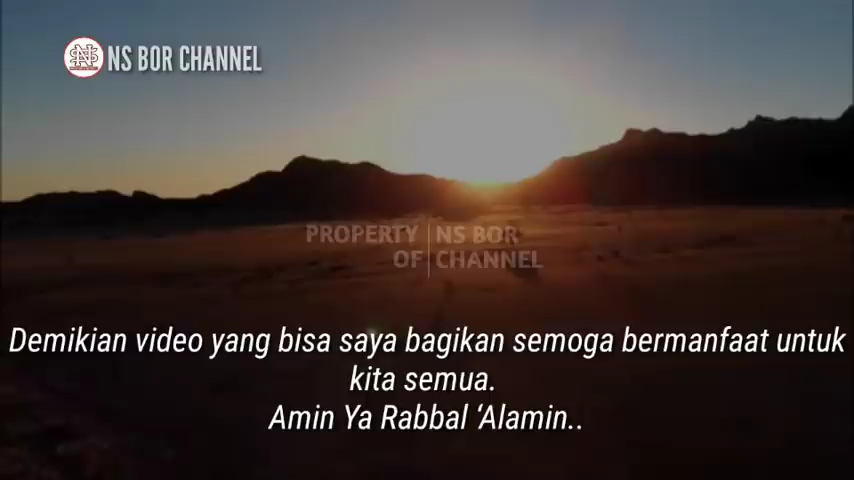 NS BOR CHANNEL
PROPERTY OF | NS BOR CHANNEL
Demikian video yang bisa saya bagikan semoga bermanfaat untuk
kita semua.
Amin Ya Rabbal ‘Alamin..